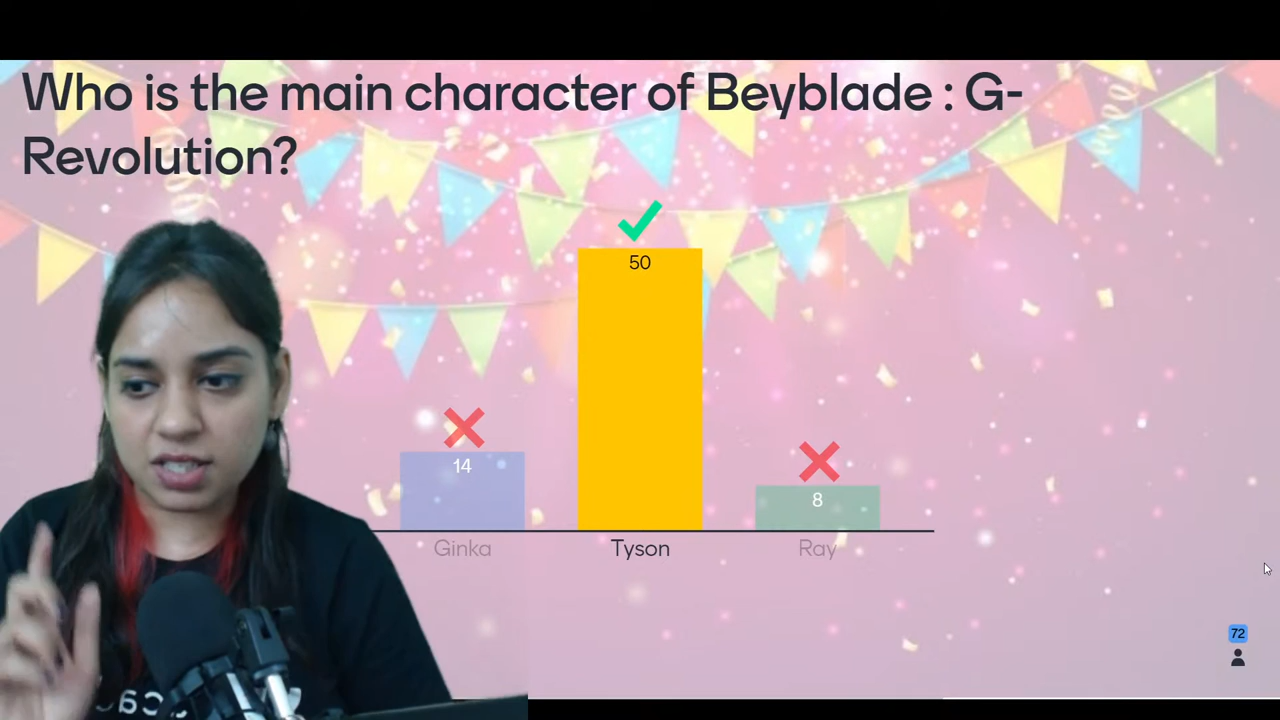 Who is the main character of Beyblade : G-
Revolution?
50
14
8
Ginka
Tyson
Ray
72